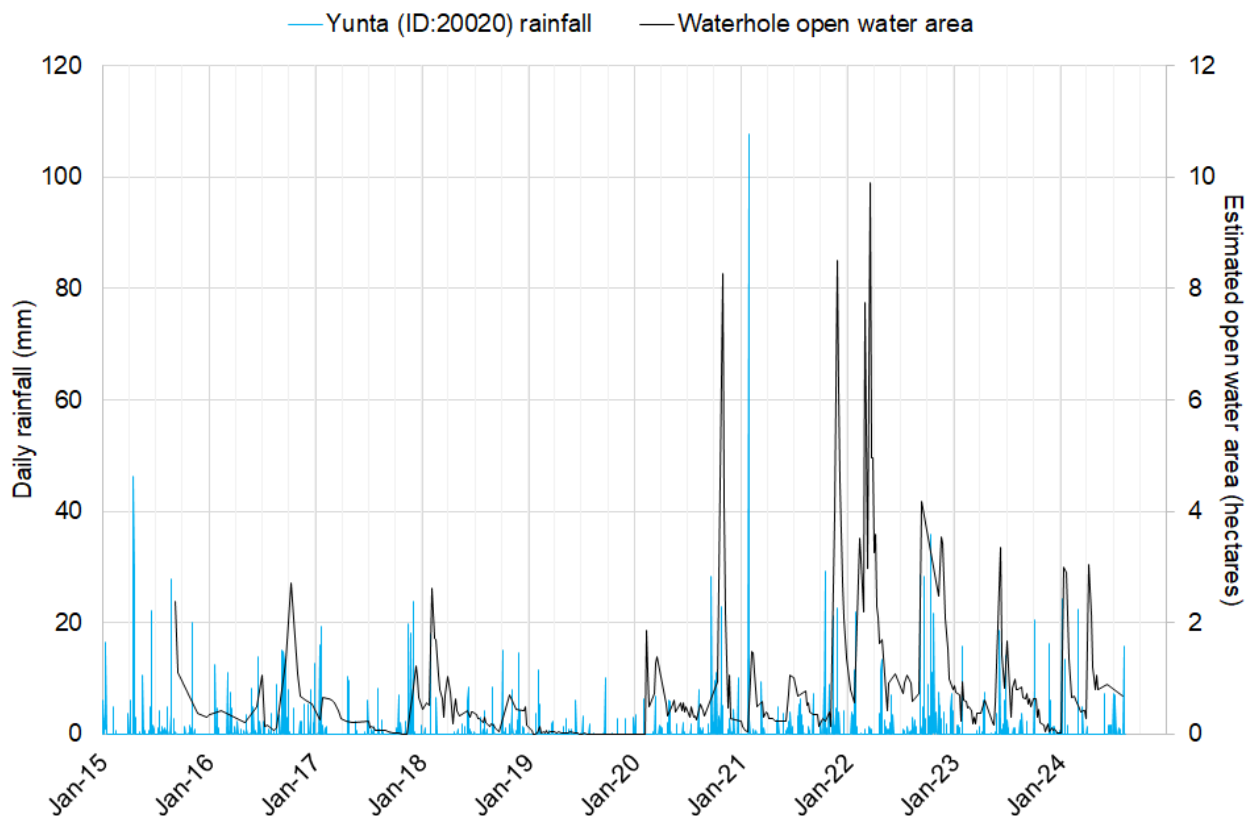 Yunta (ID:20020) rainfall
Waterhole open water area
120
100
80
60
40
20
0
Daily rainfall (mm)
12
10
8
6
4
2
0
Estimated open water area (hectares)
Jan-15
Jan-16
Jan-17
Jan-18
Jan-19
Jan-20
Jan-21
Jan-22
Jan-23
Jan-24